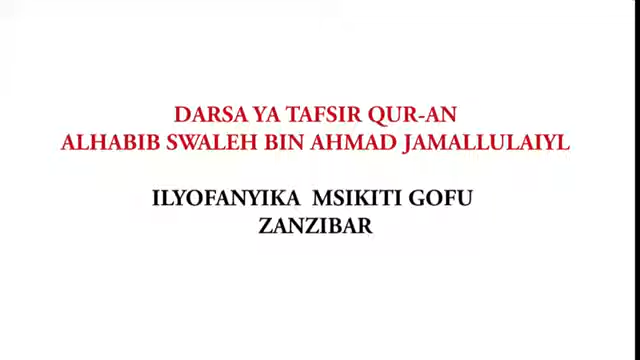 DARSA YA TAFSIR QUR-AN
ALHABIB SWALEH BIN AHMAD JAMALLULAIYL
ILYOFANYIKA MSIKITI GOFU
ZANZIBAR